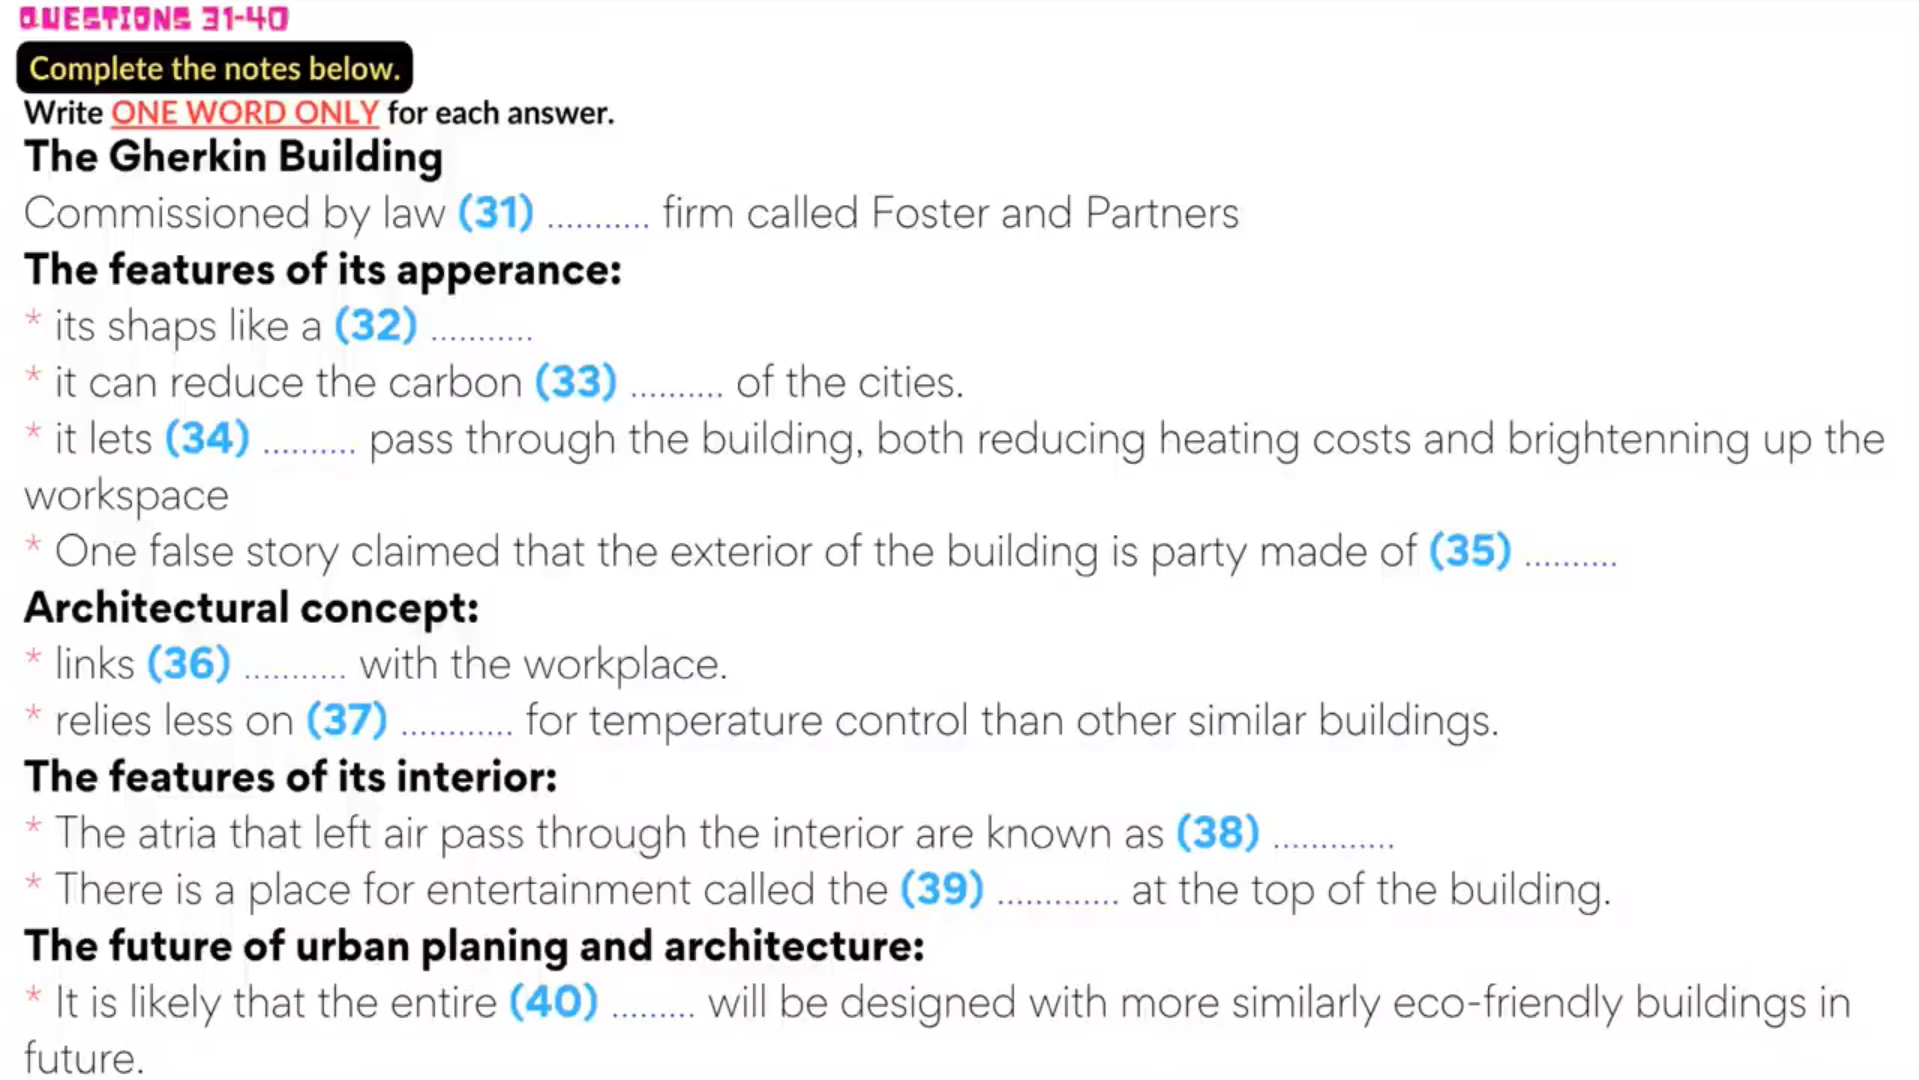 QUESTIONS 31-40
Complete the notes below.
Write ONE WORD ONLY for each answer.
The Gherkin Building
Commissioned by law (31) ........... firm called Foster and Partners
The features of its apperance:
* its shaps like a (32) ...........
* it can reduce the carbon (33) .......... of the cities.
* it lets (34) .......... pass through the building, both reducing heating costs and brightenning up the
workspace
* One false story claimed that the exterior of the building is party made of (35) ..........
Architectural concept:
* links (36) ........... with the workplace.
* relies less on (37) ............ for temperature control than other similar buildings.
The features of its interior:
* The atria that left air pass through the interior are known as (38) .............
* There is a place for entertainment called the (39) ............. at the top of the building.
The future of urban planing and architecture:
* It is likely that the entire (40) ......... will be designed with more similarly eco-friendly buildings in
future.